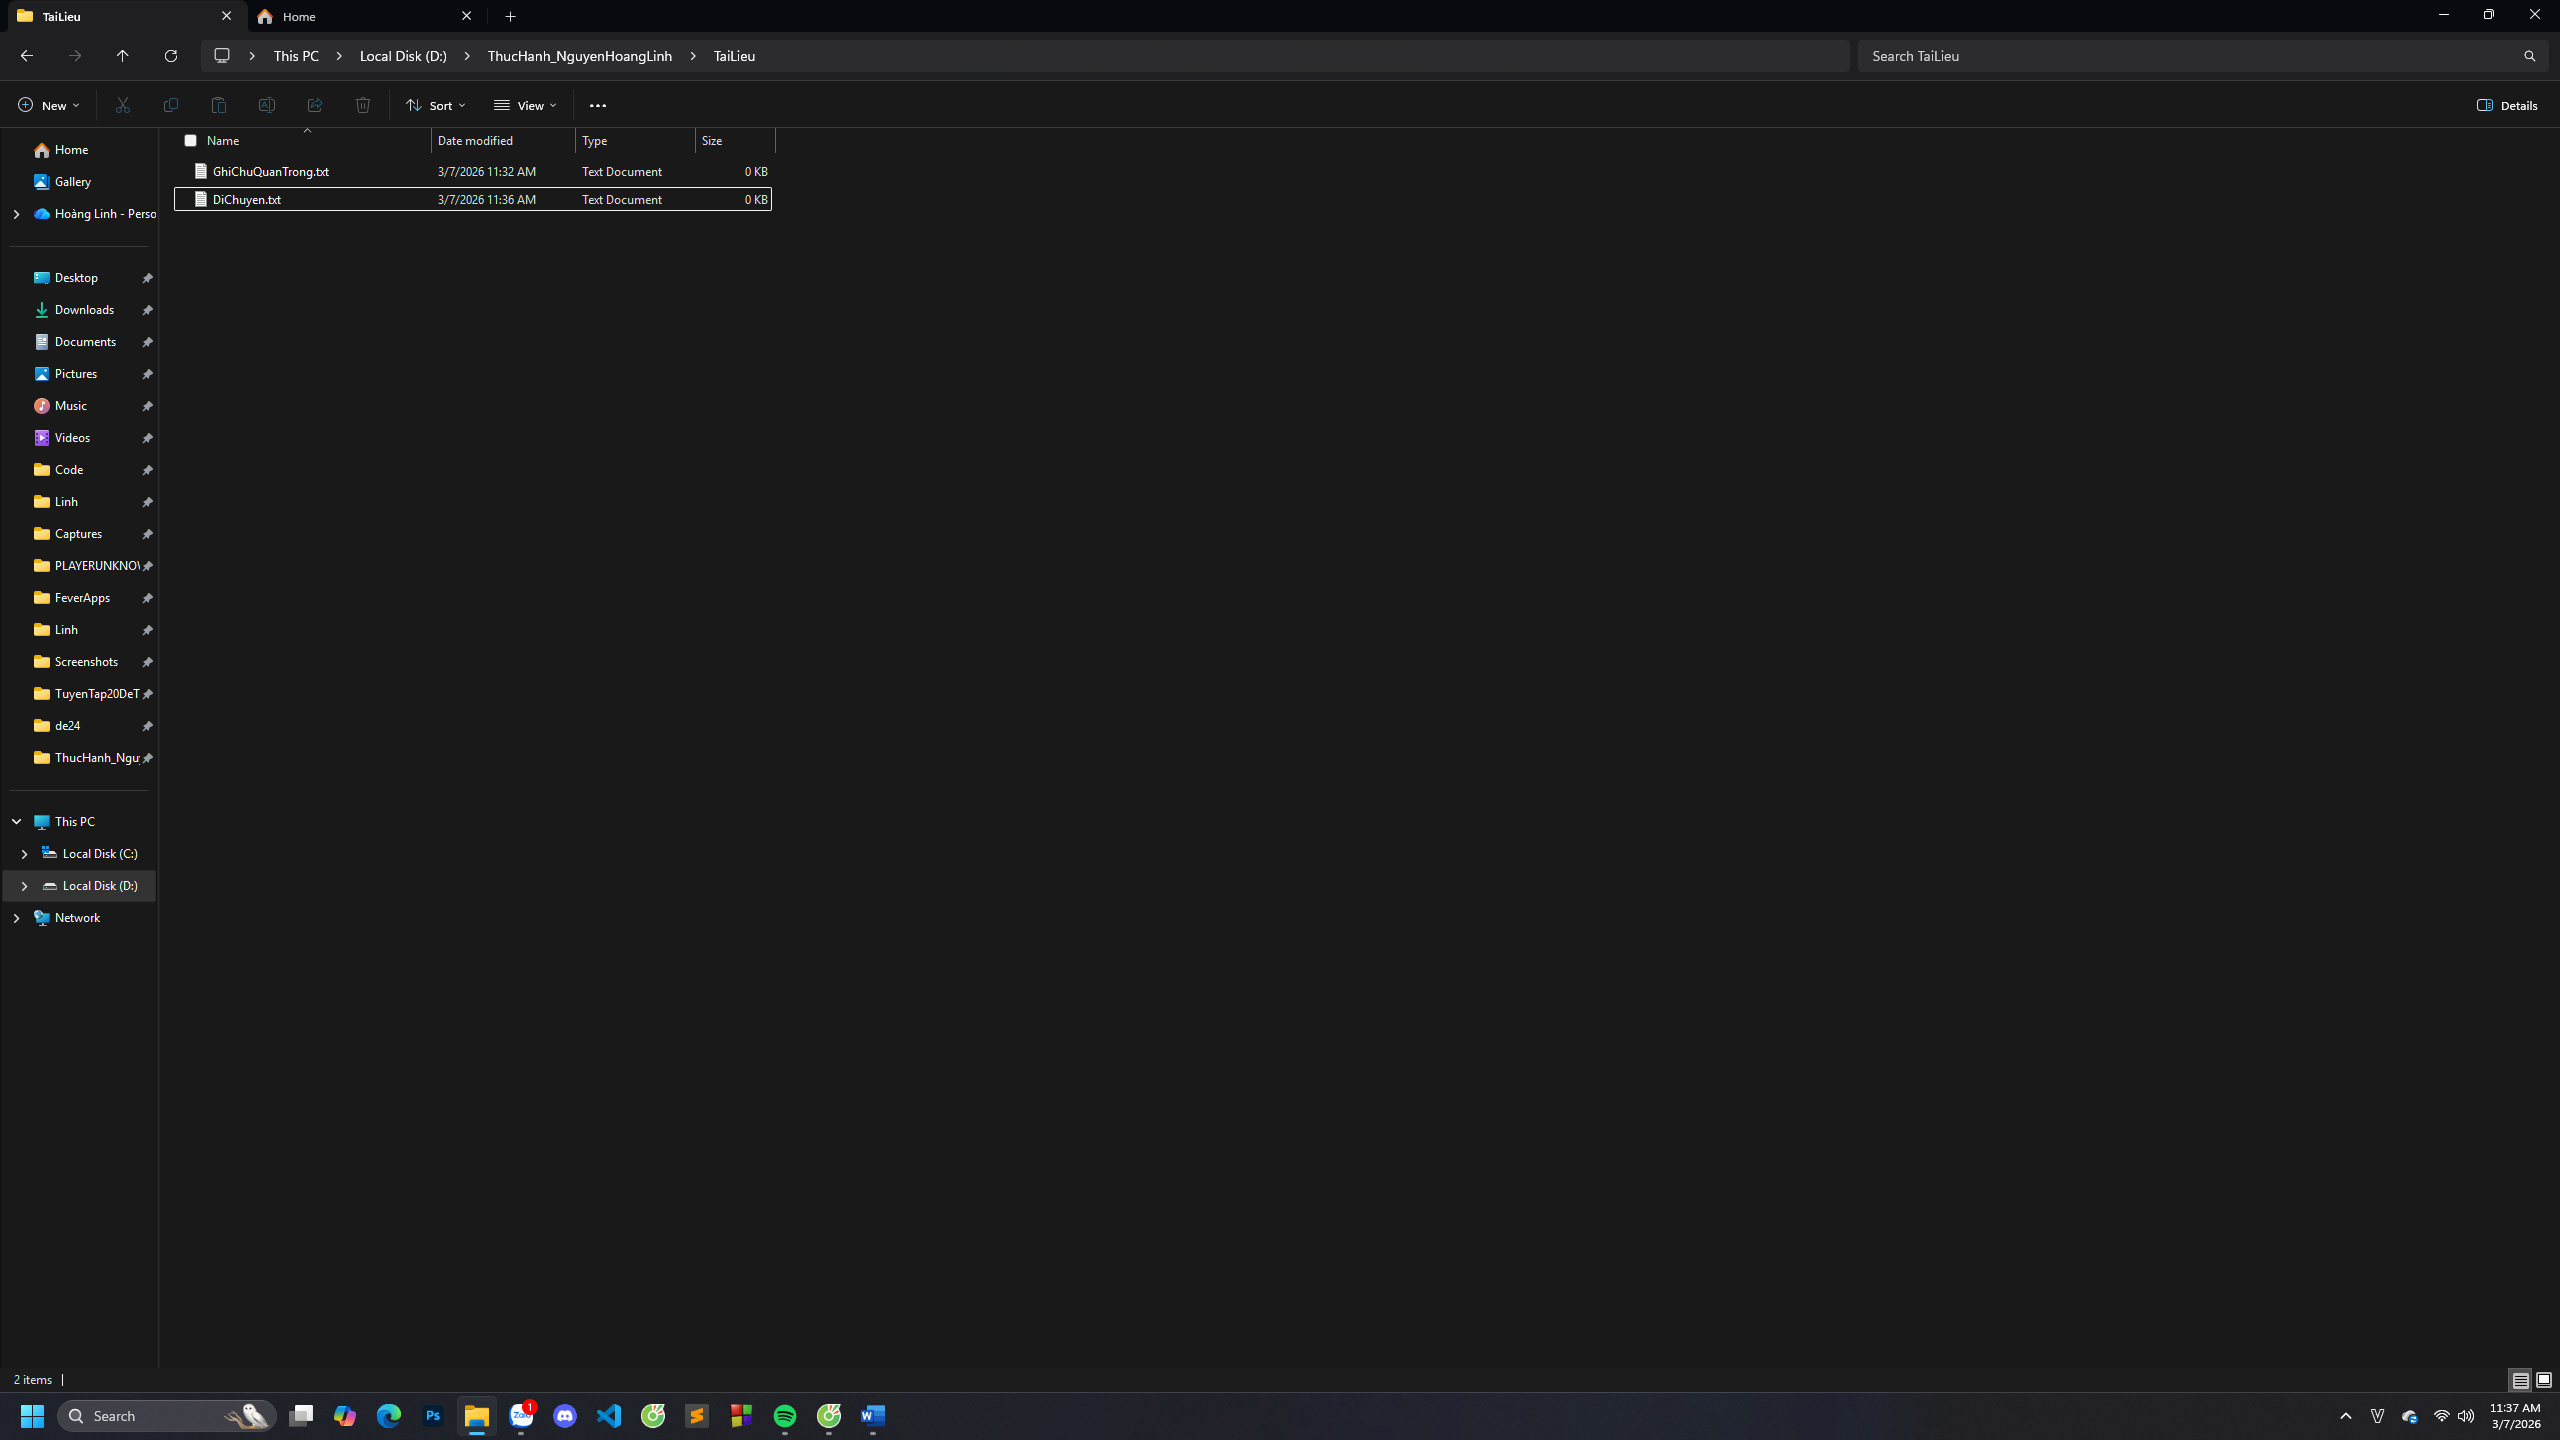 TaiLieu
Home
This PC > Local Disk (D:) > ThucHanh_NguyenHoangLinh > TaiLieu
Search TaiLieu
New
Sort
View
Details
Name Date modified Type Size
GhiChuQuanTrong.txt 3/7/2026 11:32 AM Text Document 0 KB
DiChuyen.txt 3/7/2026 11:36 AM Text Document 0 KB
Home
Gallery
Hoàng Linh - Perso
Desktop
Downloads
Documents
Pictures
Music
Videos
Code
Linh
Captures
PLAYERUNKNO
FeverApps
Linh
Screenshots
TuyenTap20DeT
de24
ThucHanh_Nguy
This PC
Local Disk (C:)
Local Disk (D:)
Network
2 items
Search
Ps
Zalo
1
W
V
11:37 AM
3/7/2026